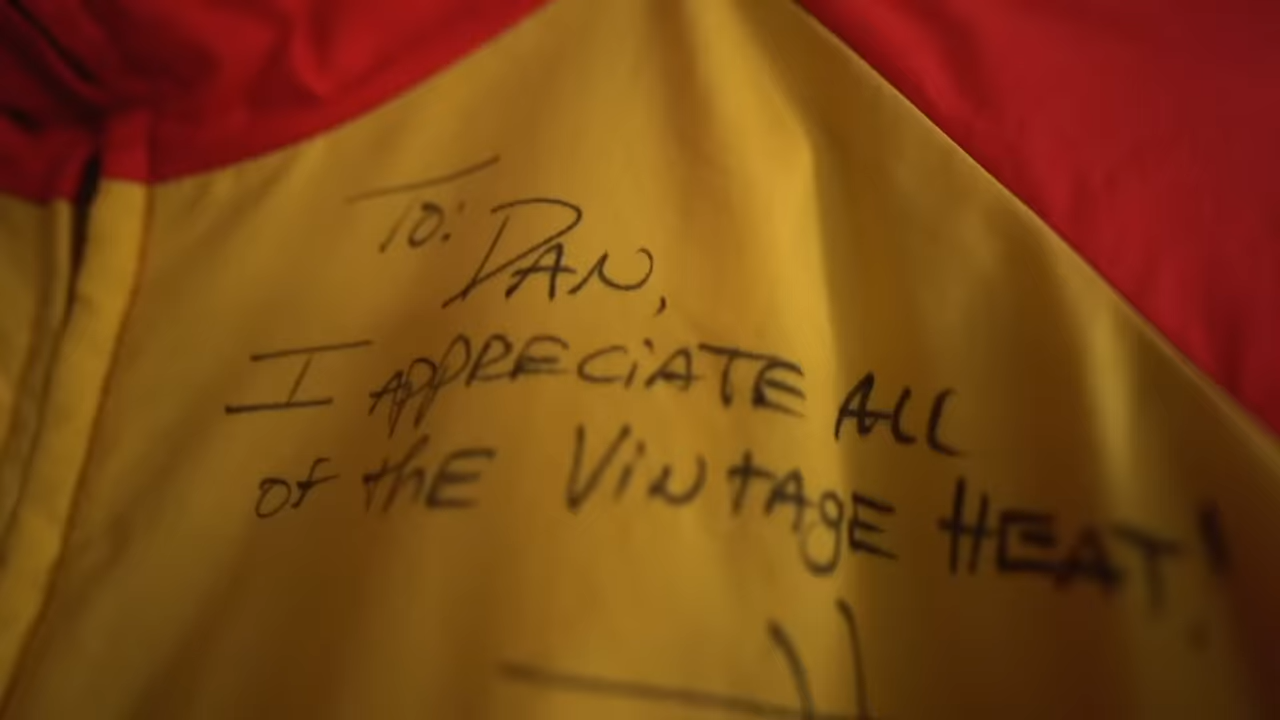 To: DAN,
I APPRECiATE ALL
of thE ViNtAgE HEAT!